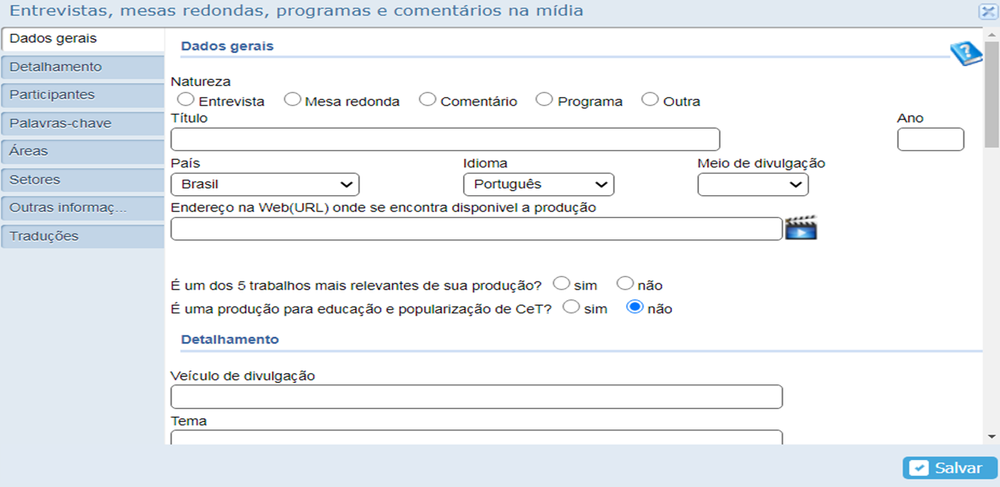 Entrevistas, mesas redondas, programas e comentários na mídia
Dados gerais
Detalhamento
Participantes
Palavras-chave
Áreas
Setores
Outras informaç...
Traduções
Dados gerais
Natureza
Entrevista Mesa redonda Comentário Programa Outra
Título Ano
País Idioma Meio de divulgação
Brasil Português
Endereço na Web(URL) onde se encontra disponivel a produção
É um dos 5 trabalhos mais relevantes de sua produção? sim não
É uma produção para educação e popularização de CeT? sim não
Detalhamento
Veículo de divulgação
Tema
Salvar